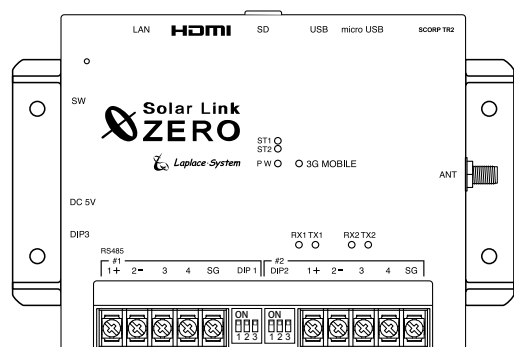 LAN HDMI SD USB micro USB SCORP TR2
SW
Solar Link
ZERO
Laplace·System
ST1
ST2
PW 3G MOBILE
ANT
DC 5V
DIP3
RX1 TX1 RX2 TX2
RS485
#1 #2
1+ 2- 3 4 SG DIP 1 DIP2 1+ 2- 3 4 SG
ON ON
1 2 3 1 2 3